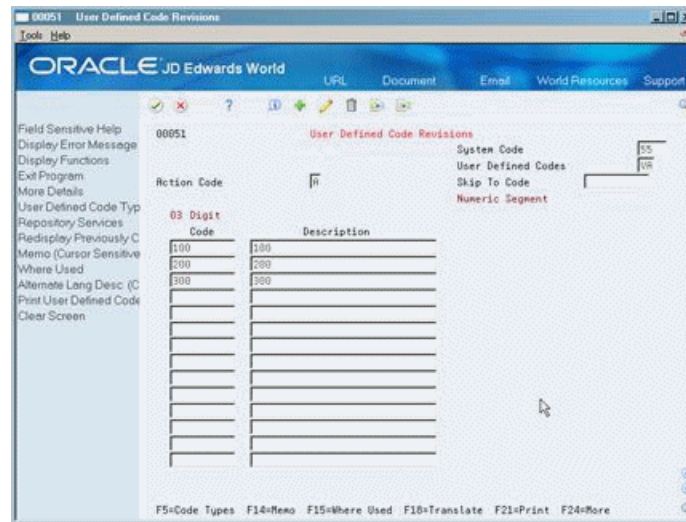 00051 User Defined Code Revisions
Tools Help
ORACLE JD Edwards World
URL Document Email World Resources Support
Field Sensitive Help
Display Error Message
Display Functions
Exit Program
More Details
User Defined Code Typ
Repository Services
Redisplay Previously C
Memo (Cursor Sensitive
Where Used
Alternate Lang Desc (C
Print User Defined Code
Clear Screen
00051 User Defined Code Revisions
System Code 55
User Defined Codes VA
Action Code A Skip To Code
Numeric Segment
03 Digit
Code Description
100 100
200 200
300 300
F5=Code Types F14=Memo F15=Where Used F18=Translate F21=Print F24=More